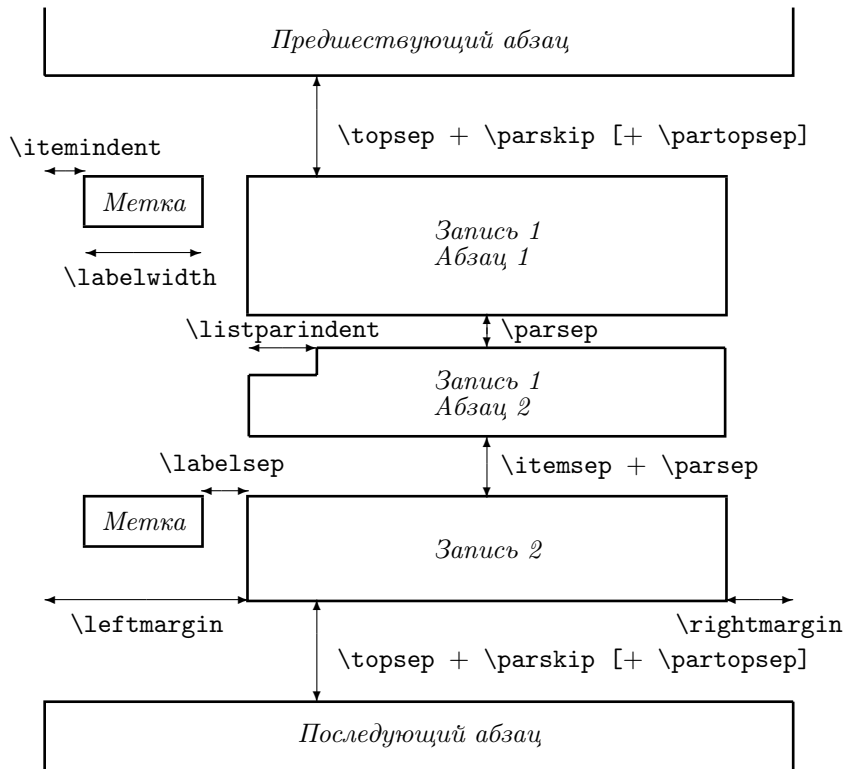 Предшествующий абзац
\topsep + \parskip [+ \partopsep]
\itemindent
Метка
Запись 1
Абзац 1
\labelwidth
\listparindent
\parsep
Запись 1
Абзац 2
\labelsep
\itemsep + \parsep
Метка
Запись 2
\leftmargin
\rightmargin
\topsep + \parskip [+ \partopsep]
Последующий абзац